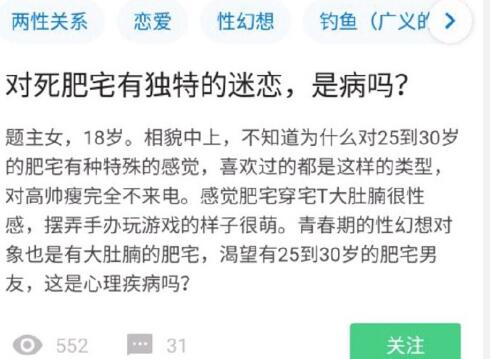 两性关系 恋爱 性幻想 钓鱼（广义的
对死肥宅有独特的迷恋，是病吗？
题主女，18岁。相貌中上，不知道为什么对25到30岁
的肥宅有种特殊的感觉，喜欢过的都是这样的类型，
对高帅瘦完全不来电。感觉肥宅穿宅T大肚腩很性
感，摆弄手办玩游戏的样子很萌。青春期的性幻想对
象也是有大肚腩的肥宅，渴望有25到30岁的肥宅男
友，这是心理疾病吗？
552 31 关注